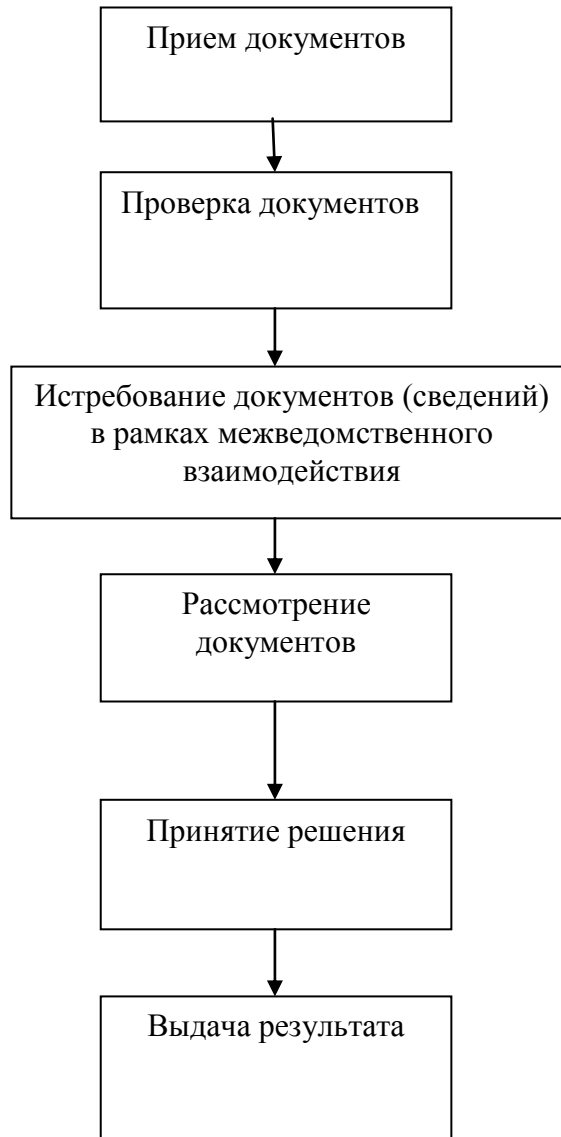 Прием документов
Проверка документов
Истребование документов (сведений)
в рамках межведомственного
взаимодействия
Рассмотрение
документов
Принятие решения
Выдача результата